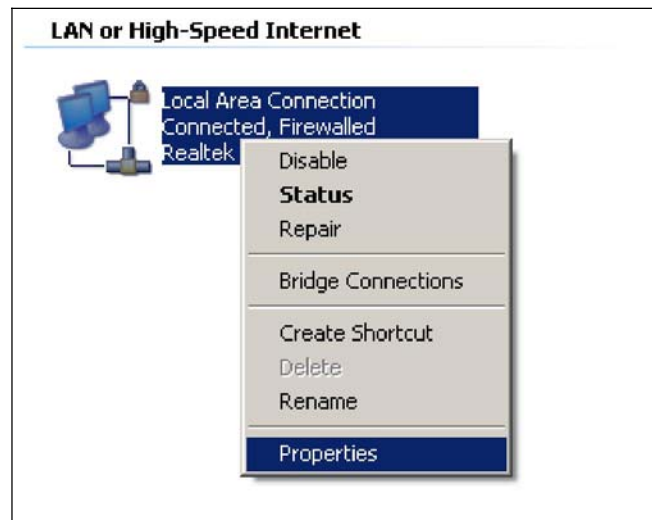 LAN or High-Speed Internet
Local Area Connection
Connected, Firewalled
Realtek
Disable
Status
Repair
Bridge Connections
Create Shortcut
Delete
Rename
Properties